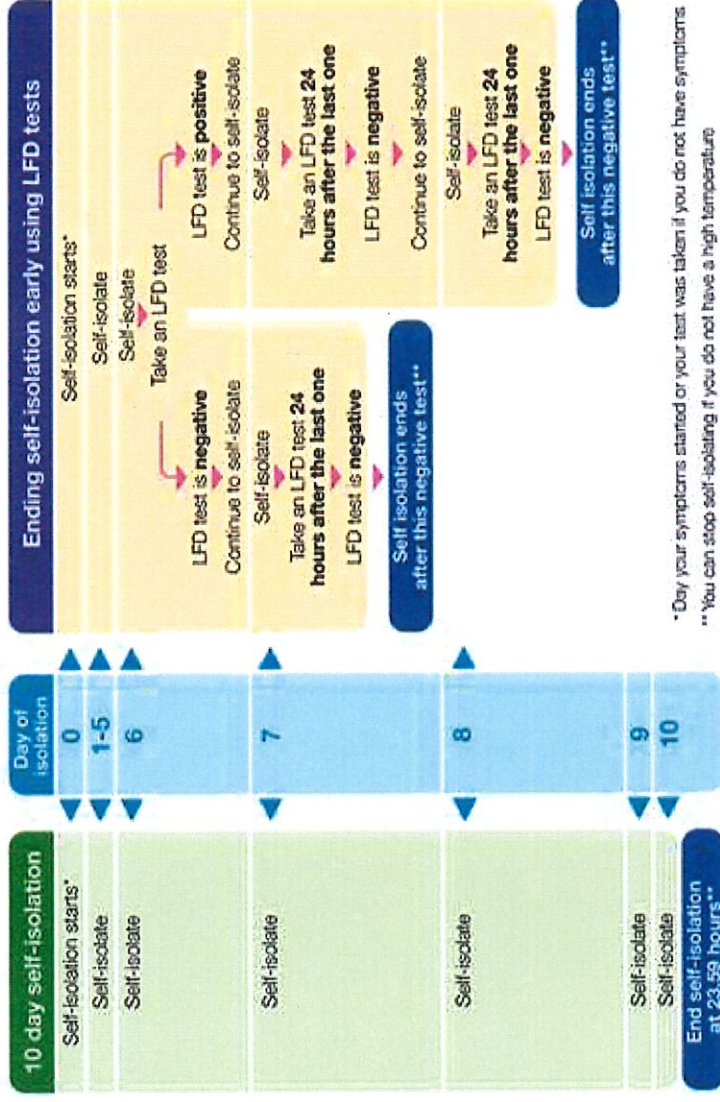 10 day self-isolation
Self-isolation starts*
Self-isolate
Self-isolate
Self-isolate
Self-isolate
Self-isolate
Self-isolate
End self-isolation
at 23.59 hours**
Day of
isolation
0
1-5
6
7
8
9
10
Ending self-isolation early using LFD tests
Self-isolation starts*
Self-isolate
Self-isolate
Take an LFD test
LFD test is negative
Continue to self-isolate
Self-isolate
Take an LFD test 24
hours after the last one
LFD test is negative
Self isolation ends
after this negative test**
LFD test is positive
Continue to self-isolate
Self-isolate
Take an LFD test 24
hours after the last one
LFD test is negative
Continue to self-isolate
Self-isolate
Take an LFD test 24
hours after the last one
LFD test is negative
Self isolation ends
after this negative test**
* Day your symptoms started or your test was taken if you do not have symptoms
** You can stop self-isolating if you do not have a high temperature